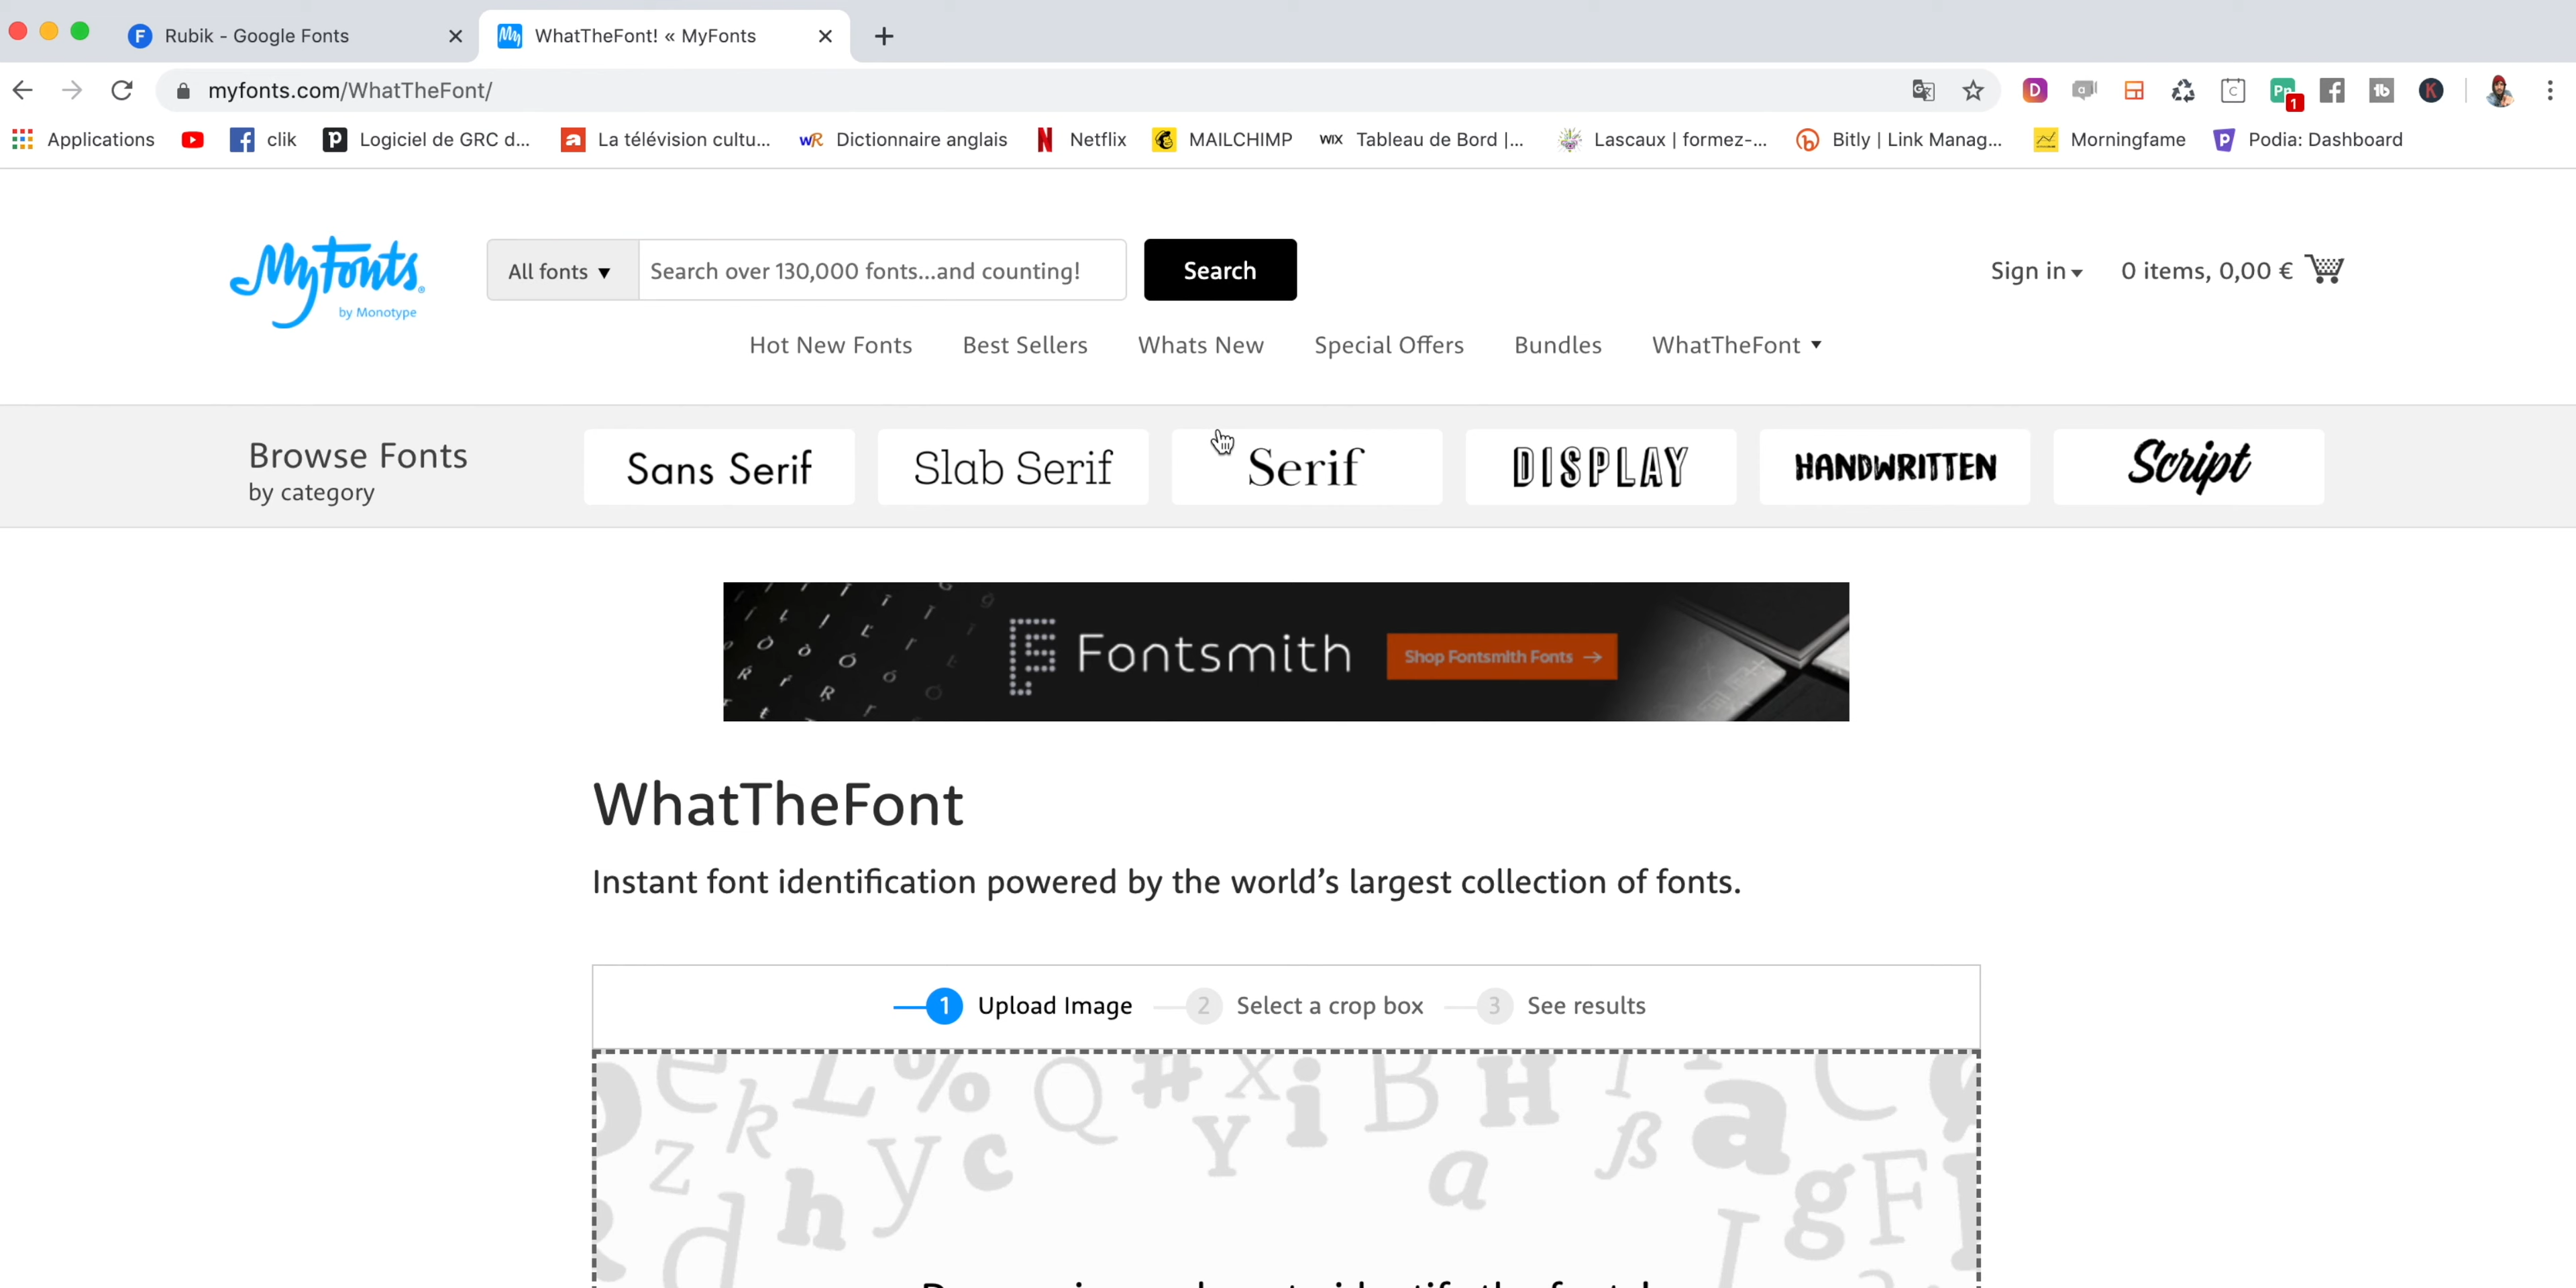 Rubik - Google Fonts
WhatTheFont! « MyFonts
myfonts.com/WhatTheFont/
Applications clik Logiciel de GRC d... La télévision cultu... Dictionnaire anglais Netflix MAILCHIMP WIX Tableau de Bord |... Lascaux | formez-... Bitly | Link Manag... Morningfame Podia: Dashboard
MyFonts
by Monotype
All fonts ▼ Search over 130,000 fonts...and counting! Search
Sign in 0 items, 0,00 €
Hot New Fonts Best Sellers Whats New Special Offers Bundles WhatTheFont
Browse Fonts
by category
Sans Serif Slab Serif Serif DISPLAY HANDWRITTEN Script
Fontsmith Shop Fontsmith Fonts →
WhatTheFont
Instant font identification powered by the world's largest collection of fonts.
1 Upload Image 2 Select a crop box 3 See results